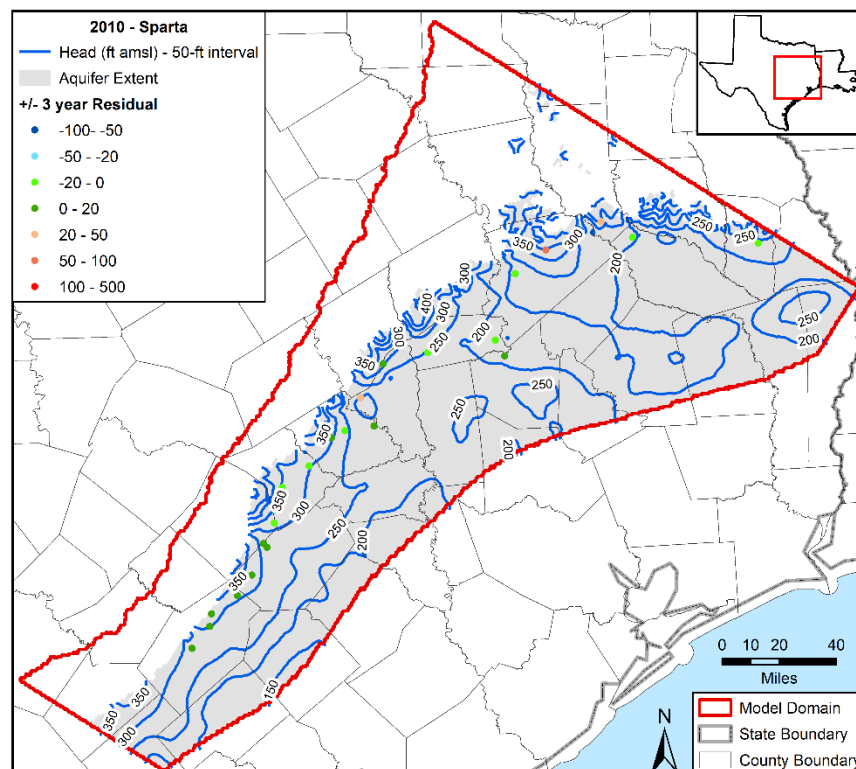 2010 - Sparta
Head (ft amsl) - 50-ft interval
Aquifer Extent
+/- 3 year Residual
-100- -50
-50 - -20
-20 - 0
0 - 20
20 - 50
50 - 100
100 - 500
250
250
350
300
200
300
400
300
300
250
200
350
250
200
250
250
350
200
350
300
250
200
350
150
350
350
300
0 10 20 40
Miles
N
Model Domain
State Boundary
County Boundary